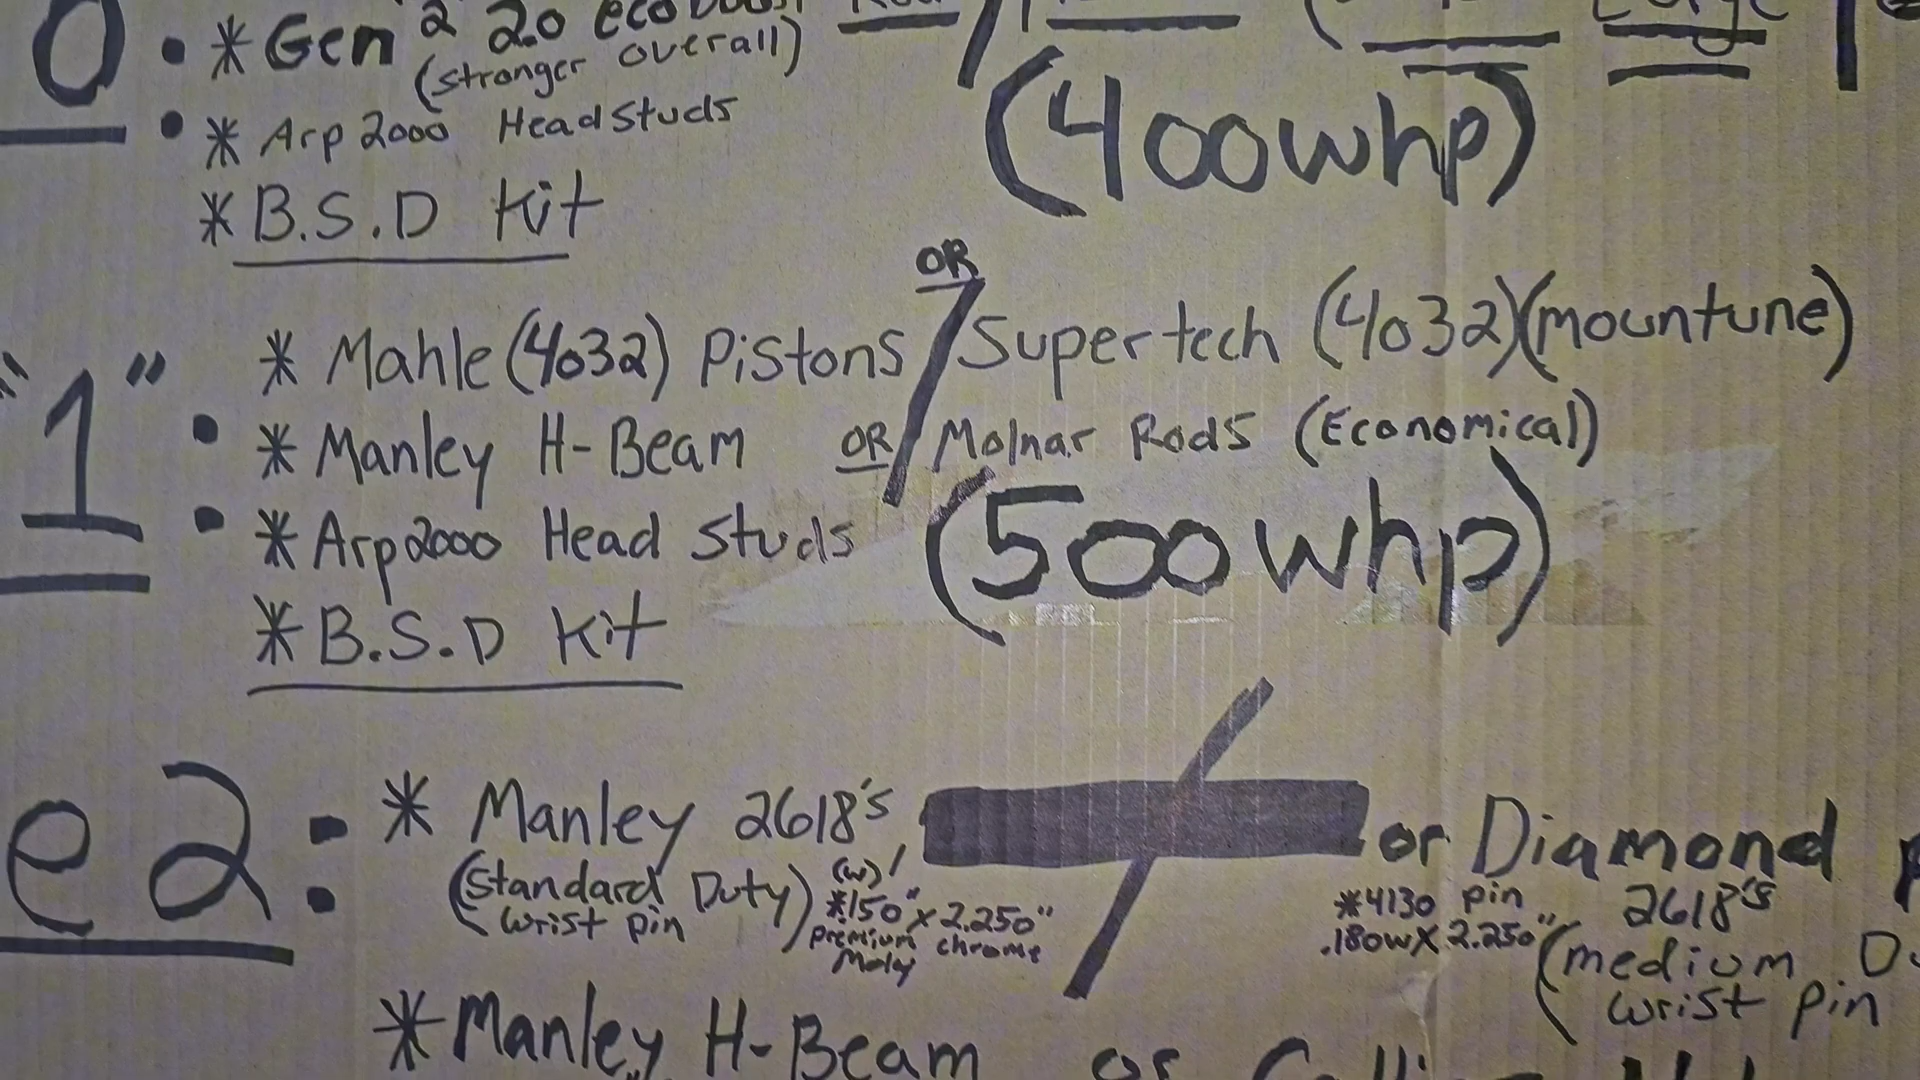 0: * Gen 2 2.0 ecoboost
(stronger overall)
* Arp 2000 Head Studs
(400whp)
* B.S.D Kit
"1": * Mahle (4032) Pistons OR / Supertech (4032)(mountune)
* Manley H-Beam OR / Molnar Rods (Economical)
* Arp2000 Head Studs (500whp)
* B.S.D Kit
e2: * Manley 2618's / or Diamond
(Standard Duty) (w)/ *4130 pin 2618's
wrist pin *150" x 2.250" .180w x 2.250" (medium
Premium chrome
Moly wrist pin
* Manley H-Beam or